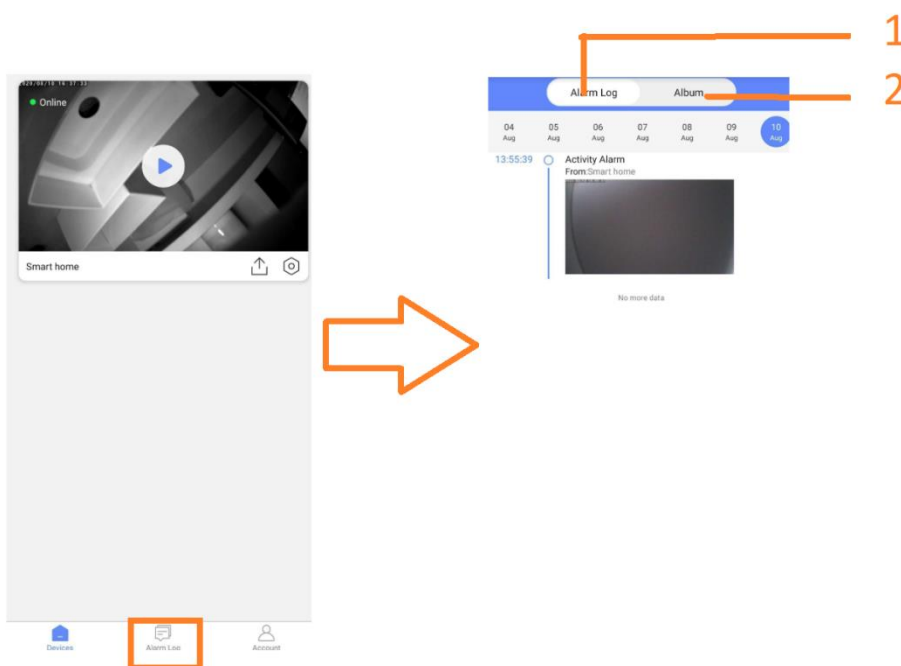 1
2
Online
Smart home
Devices
Alarm Log
Account
Alarm Log
Album
04
Aug
05
Aug
06
Aug
07
Aug
08
Aug
09
Aug
10
Aug
13:55:39
Activity Alarm
From:Smart home
No more data